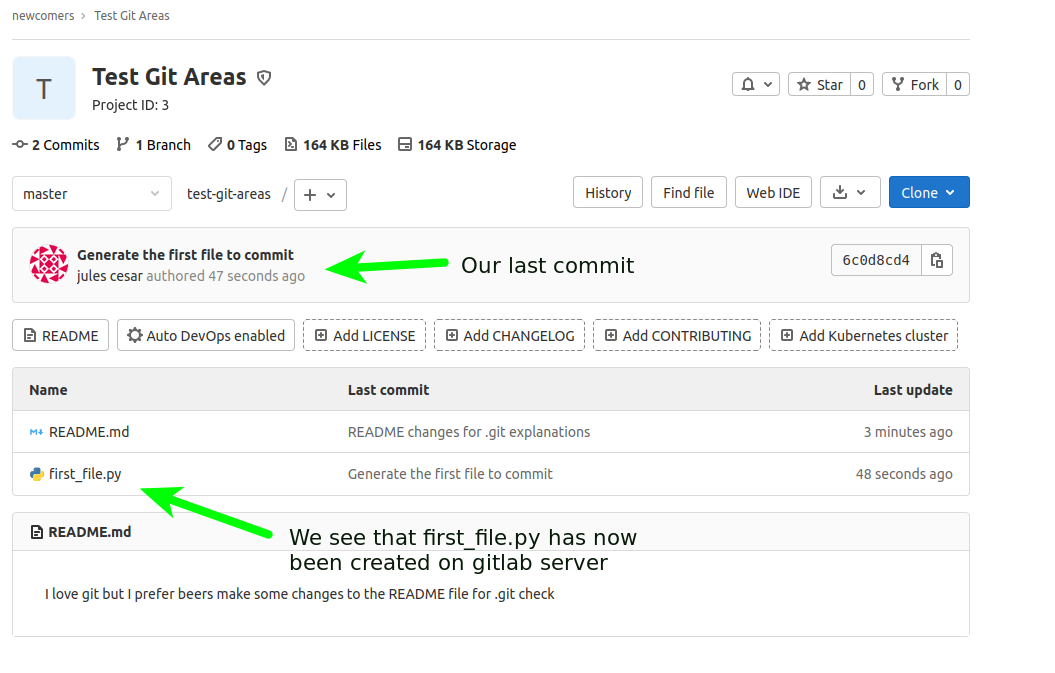 newcomers › Test Git Areas
T
Test Git Areas
Project ID: 3
Star 0
Fork 0
2 Commits 1 Branch 0 Tags 164 KB Files 164 KB Storage
master
test-git-areas /
History
Find file
Web IDE
Clone
Generate the first file to commit
jules cesar authored 47 seconds ago
Our last commit
6c0d8cd4
README
Auto DevOps enabled
Add LICENSE
Add CHANGELOG
Add CONTRIBUTING
Add Kubernetes cluster
Name Last commit Last update
M+ README.md README changes for .git explanations 3 minutes ago
first_file.py Generate the first file to commit 48 seconds ago
README.md
We see that first_file.py has now
been created on gitlab server
I love git but I prefer beers make some changes to the README file for .git check